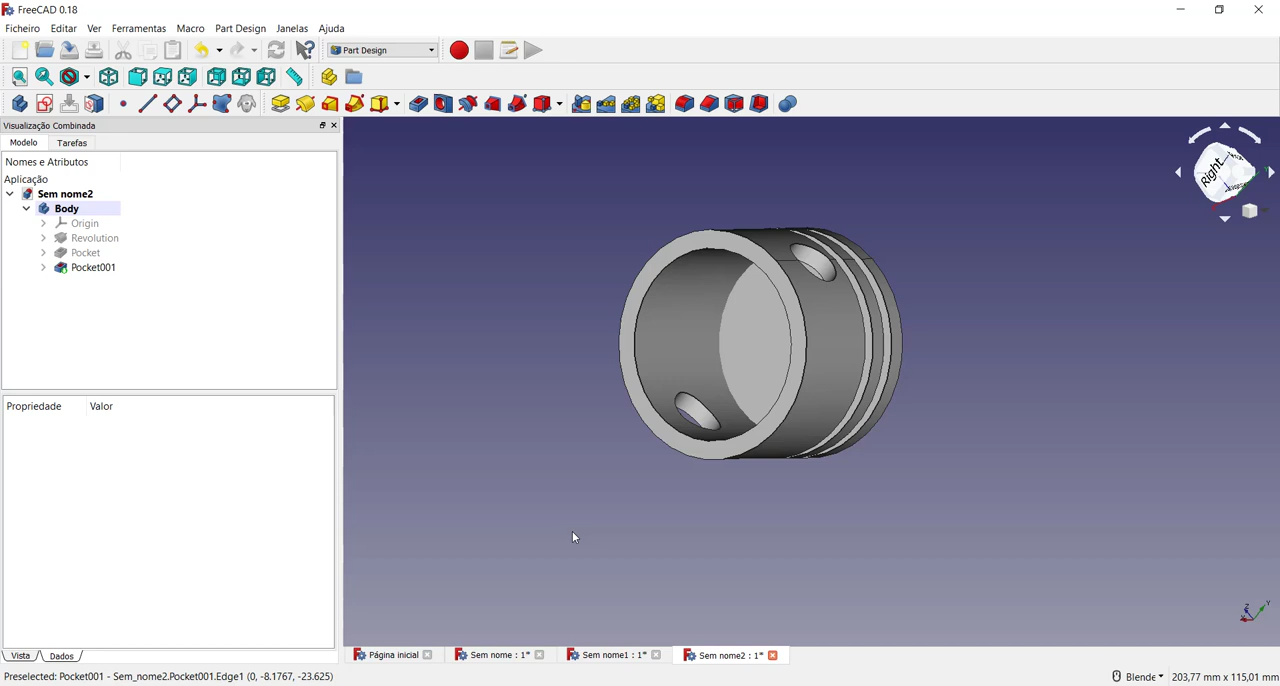 FreeCAD 0.18
Ficheiro Editar Ver Ferramentas Macro Part Design Janelas Ajuda
Part Design
Visualização Combinada
Modelo Tarefas
Nomes e Atributos
Aplicação
Sem nome2
Body
Origin
Revolution
Pocket
Pocket001
Propriedade Valor
Right
Vista Dados
Página inicial Sem nome : 1* Sem nome1 : 1* Sem nome2 : 1*
Preselected: Pocket001 - Sem_nome2.Pocket001.Edge1 (0, -8.1767, -23.625) Blende 203,77 mm x 115,01 mm